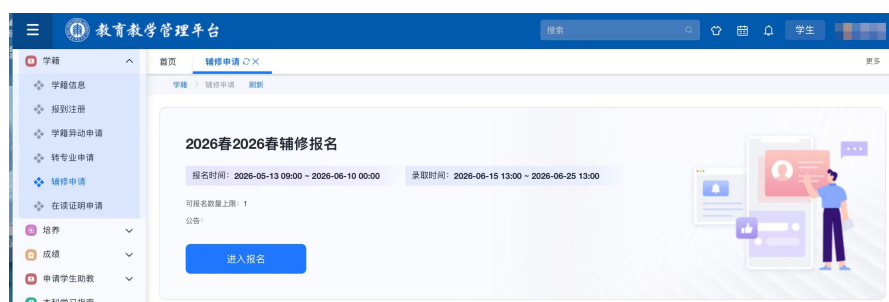 教育教学管理平台
搜索
学生
学籍
首页
辅修申请
更多
学籍信息
学籍 > 辅修申请 刷新
报到注册
学籍异动申请
转专业申请
辅修申请
在读证明申请
培养
成绩
申请学生助教
本科学习指南
2026春2026春辅修报名
报名时间：2026-05-13 09:00 ~ 2026-06-10 00:00
录取时间：2026-06-15 13:00 ~ 2026-06-25 13:00
可报名数量上限：1
公告：
进入报名